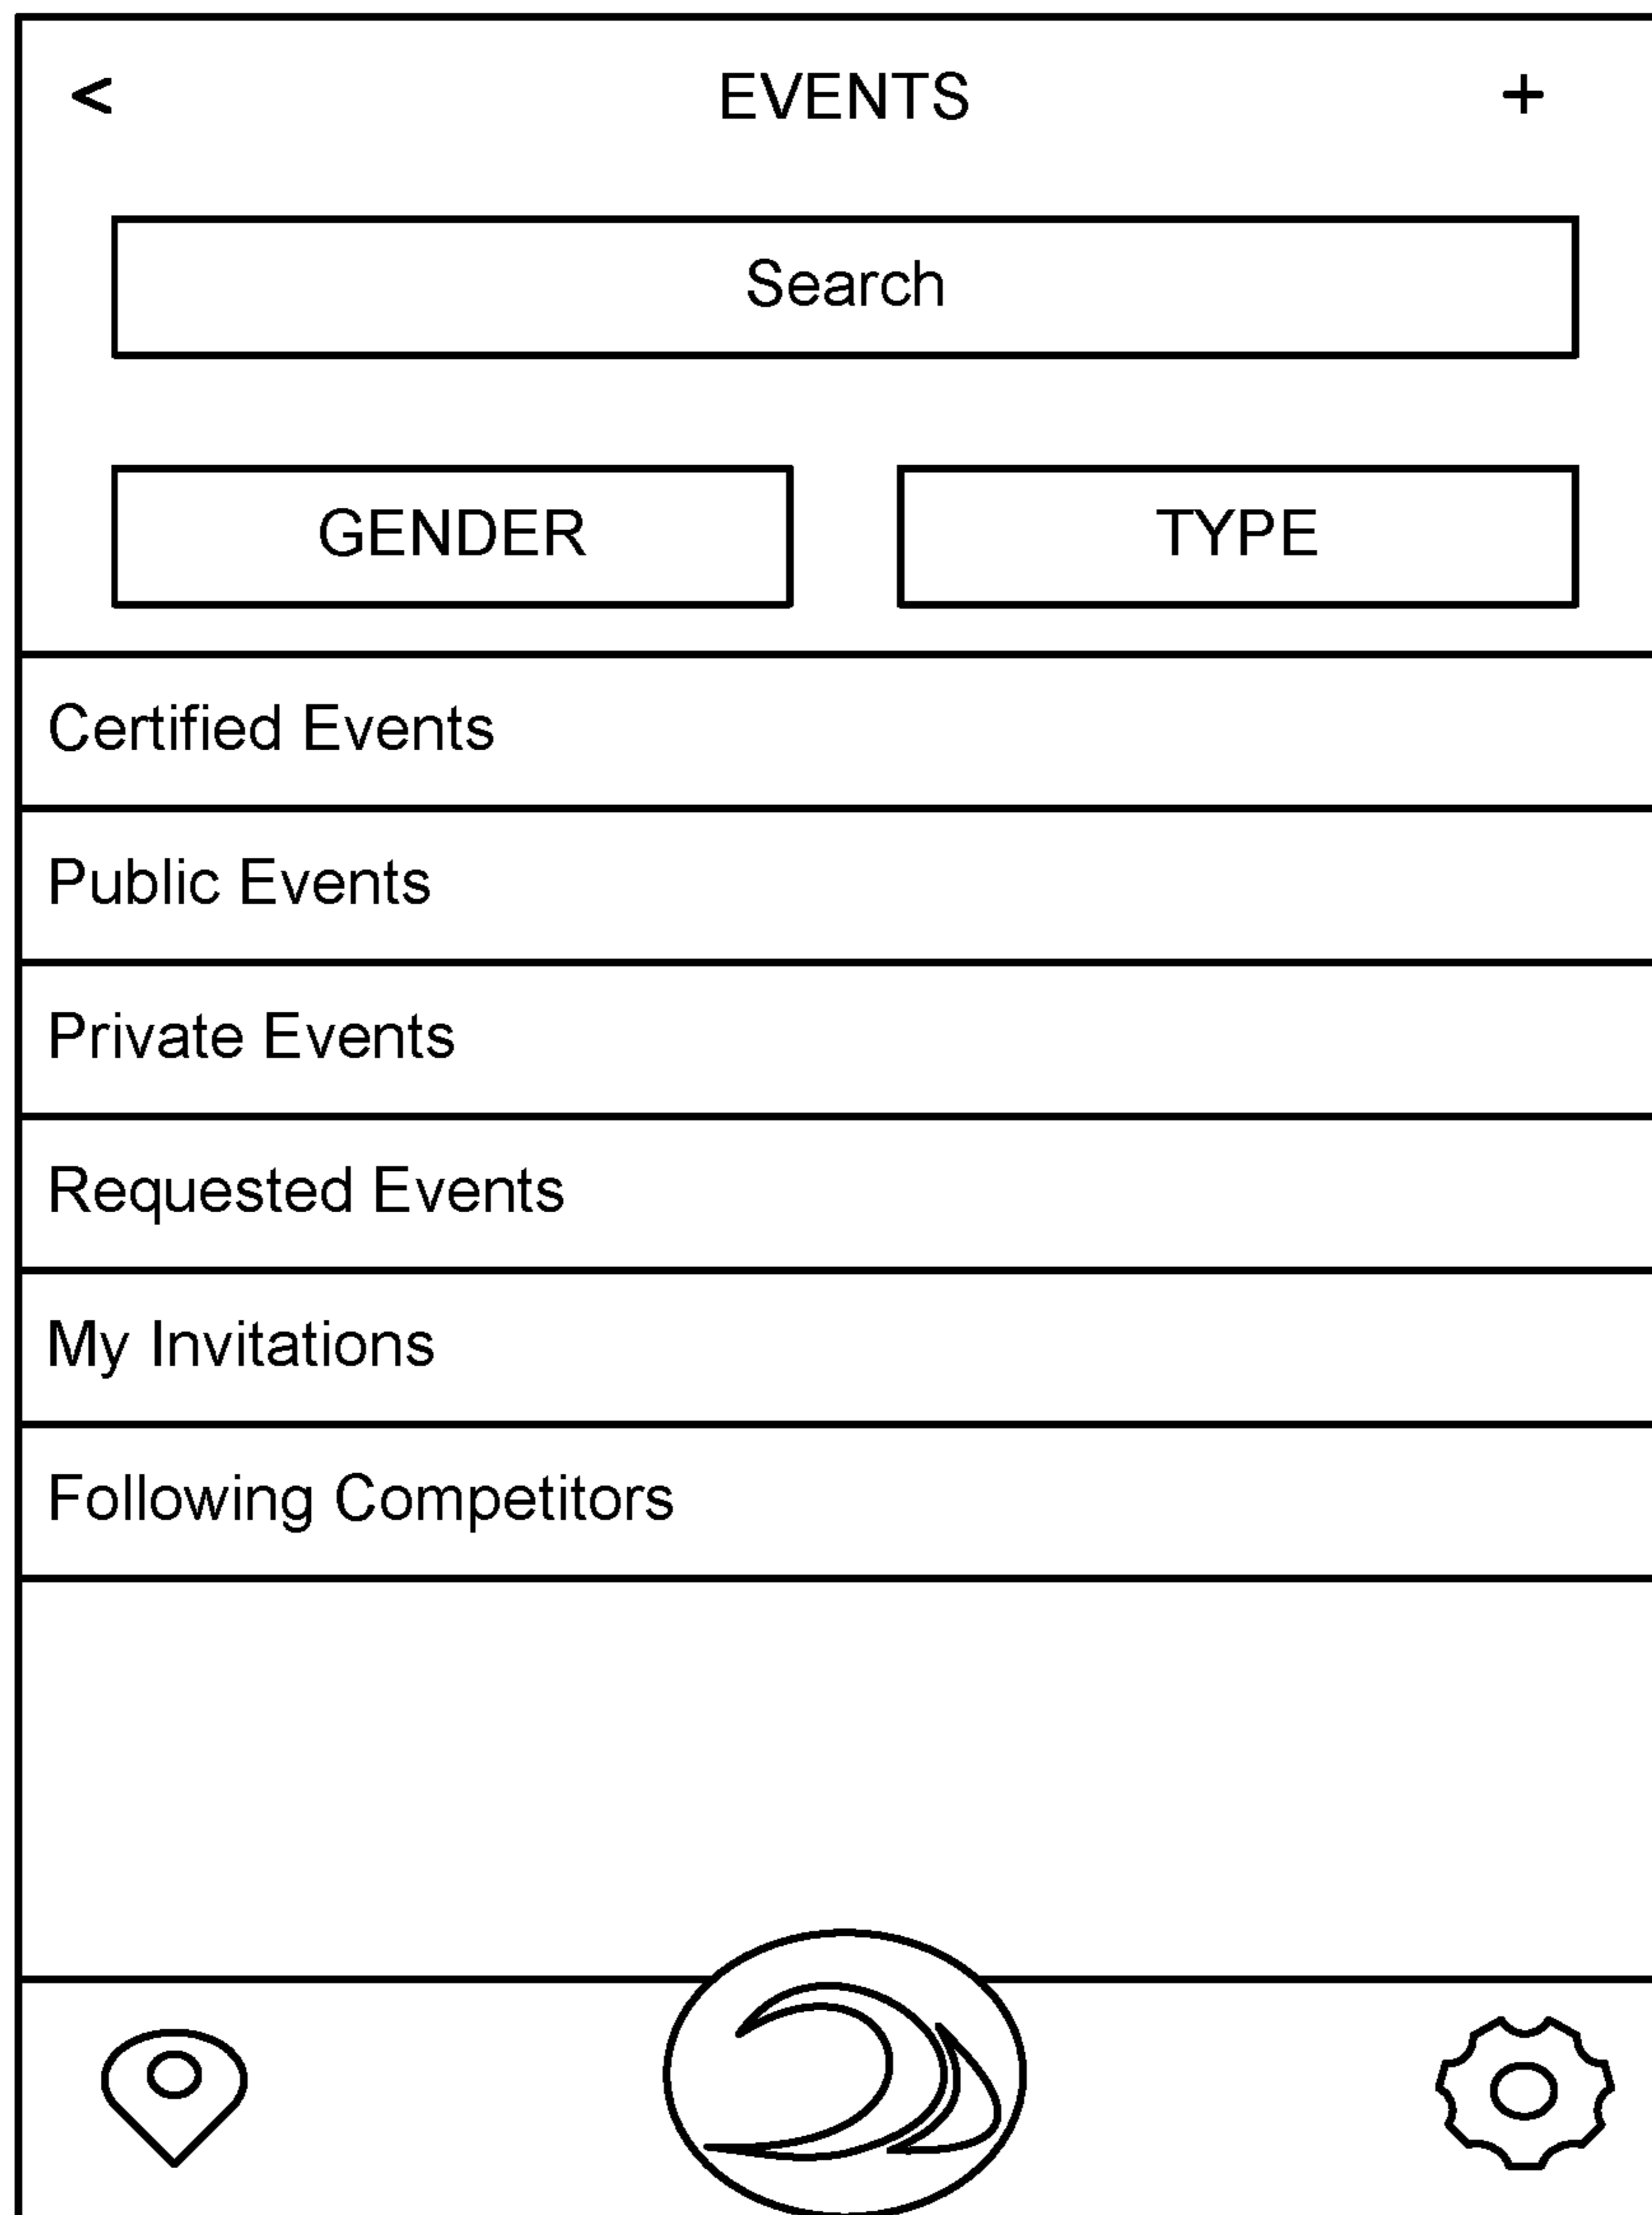 < EVENTS +
Search
GENDER TYPE
Certified Events
Public Events
Private Events
Requested Events
My Invitations
Following Competitors